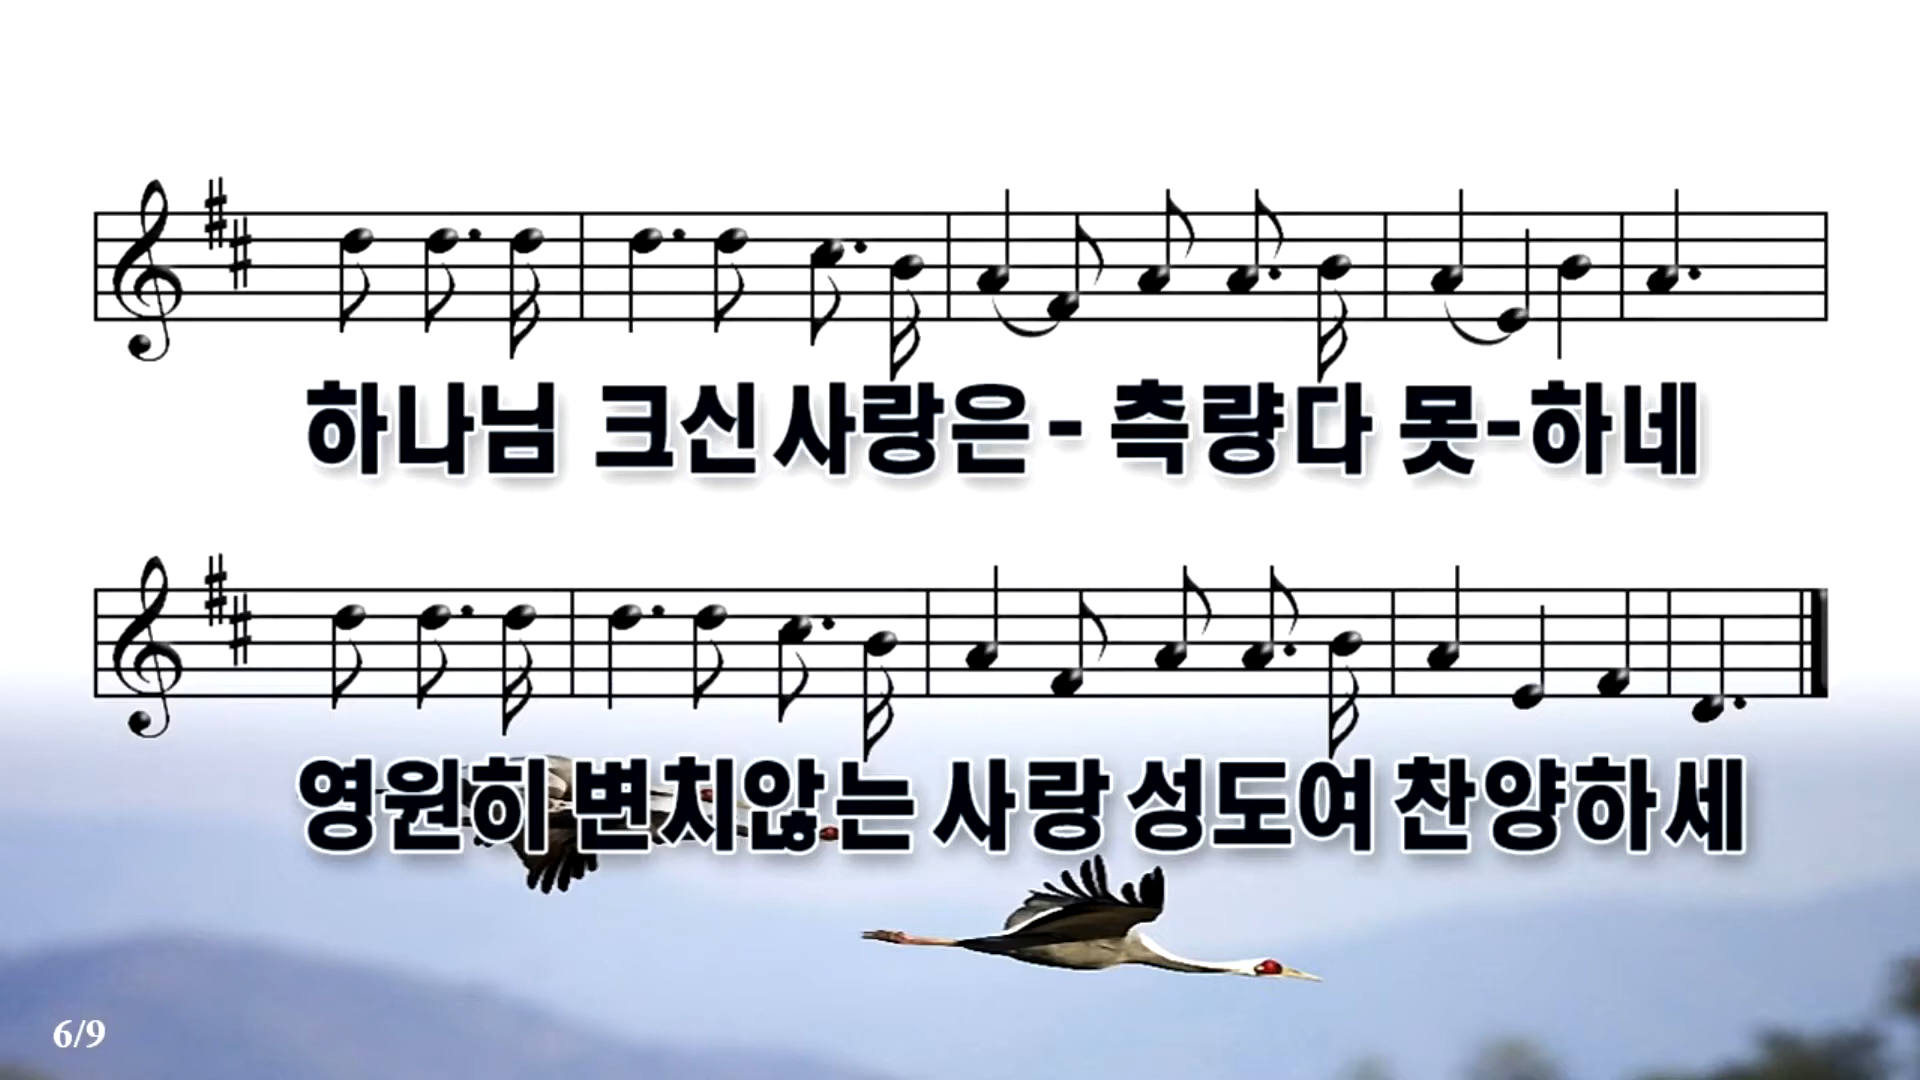 하나님 크신 사랑은 - 측량다 못-하네
영원히 변치않는 사랑 성도여 찬양하세
6/9